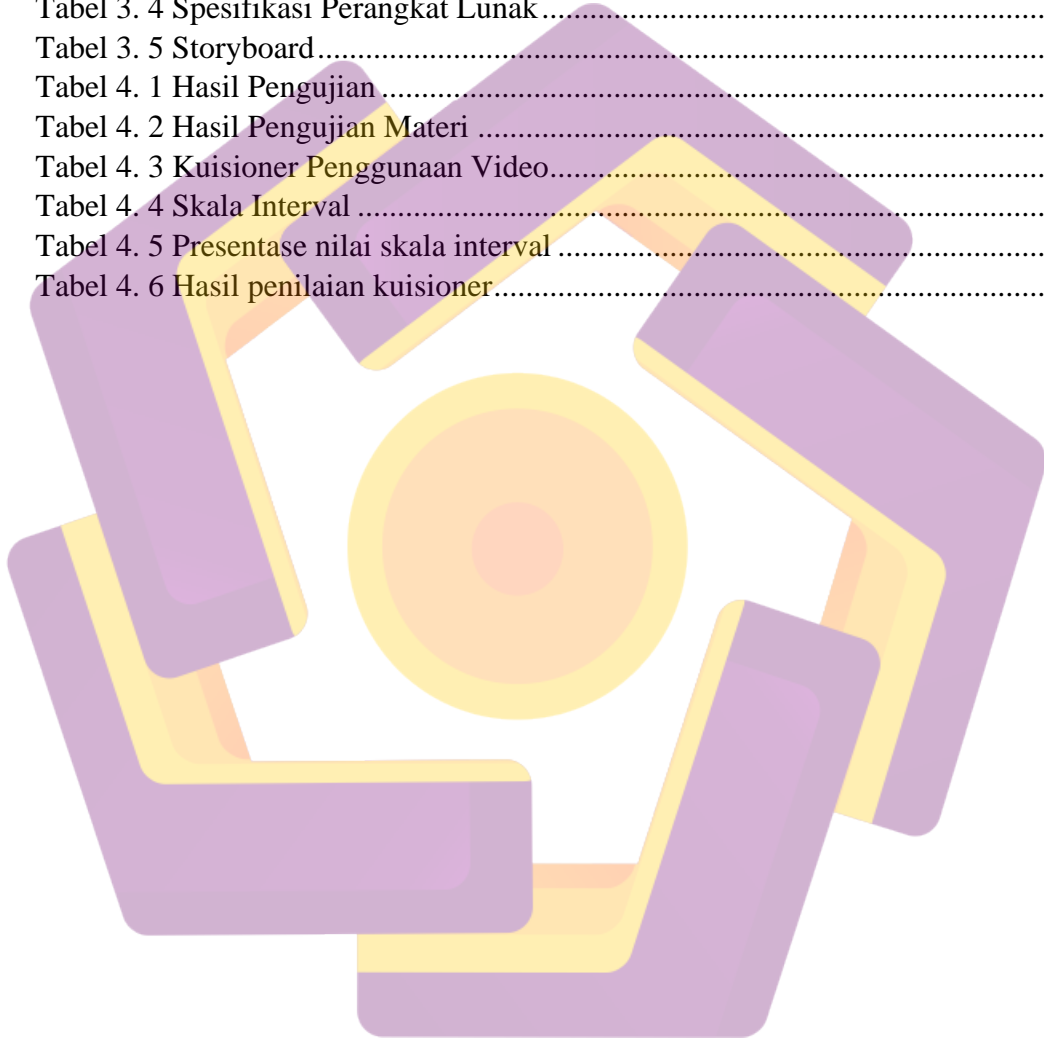 Tabel 3. 4 Spesifikasi Perangkat Lunak....................................................................
Tabel 3. 5 Storyboard...............................................................................................
Tabel 4. 1 Hasil Pengujian.......................................................................................
Tabel 4. 2 Hasil Pengujian Materi ...........................................................................
Tabel 4. 3 Kuisioner Penggunaan Video..................................................................
Tabel 4. 4 Skala Interval ..........................................................................................
Tabel 4. 5 Presentase nilai skala interval .................................................................
Tabel 4. 6 Hasil penilaian kuisioner.........................................................................